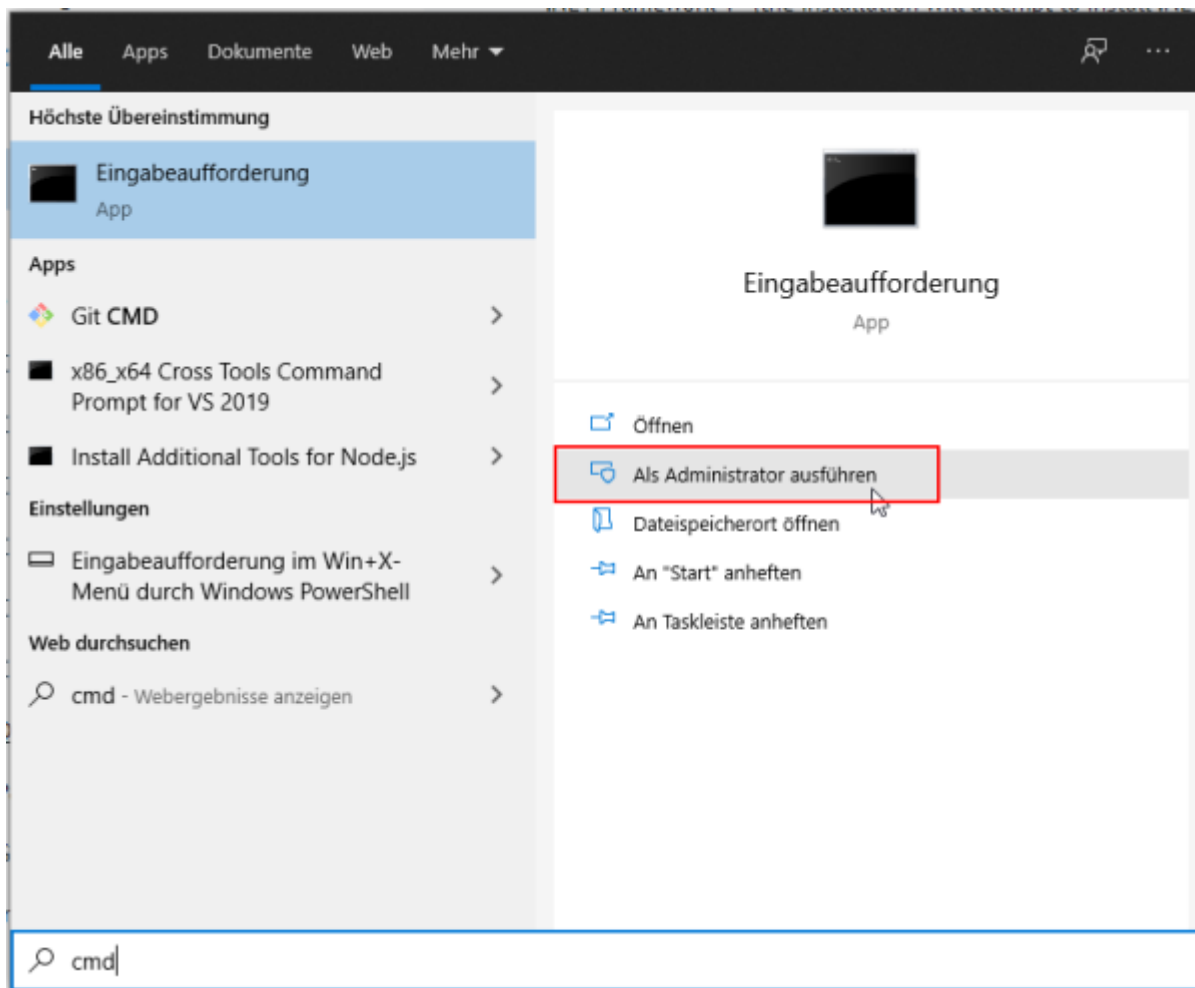 Alle Apps Dokumente Web Mehr
Höchste Übereinstimmung
Eingabeaufforderung
App
Apps
Git CMD
x86_x64 Cross Tools Command
Prompt for VS 2019
Install Additional Tools for Node.js
Einstellungen
Eingabeaufforderung im Win+X-
Menü durch Windows PowerShell
Web durchsuchen
cmd - Webergebnisse anzeigen
Eingabeaufforderung
App
Öffnen
Als Administrator ausführen
Dateispeicherort öffnen
An "Start" anheften
An Taskleiste anheften
cmd